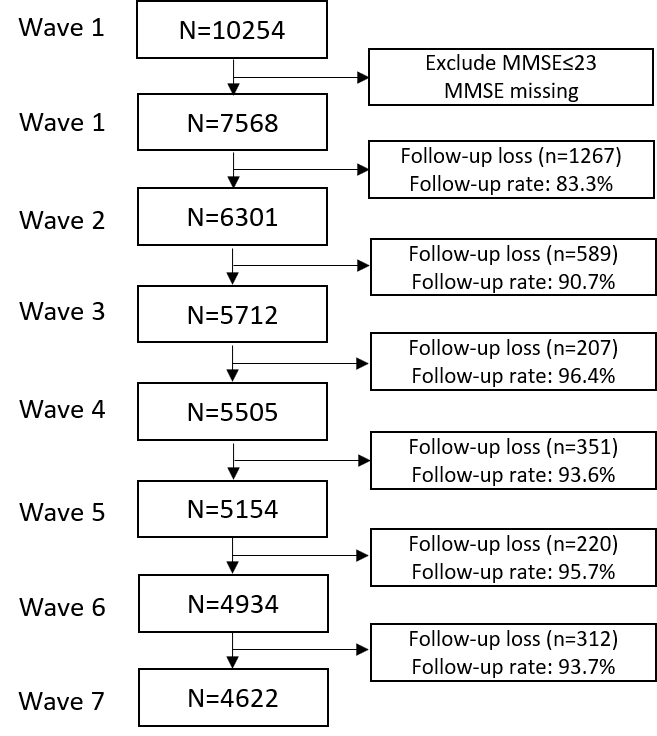 Wave 1
N=10254
Exclude MMSE≤23
MMSE missing
Wave 1
N=7568
Follow-up loss (n=1267)
Follow-up rate: 83.3%
Wave 2
N=6301
Follow-up loss (n=589)
Follow-up rate: 90.7%
Wave 3
N=5712
Follow-up loss (n=207)
Follow-up rate: 96.4%
Wave 4
N=5505
Follow-up loss (n=351)
Follow-up rate: 93.6%
Wave 5
N=5154
Follow-up loss (n=220)
Follow-up rate: 95.7%
Wave 6
N=4934
Follow-up loss (n=312)
Follow-up rate: 93.7%
Wave 7
N=4622